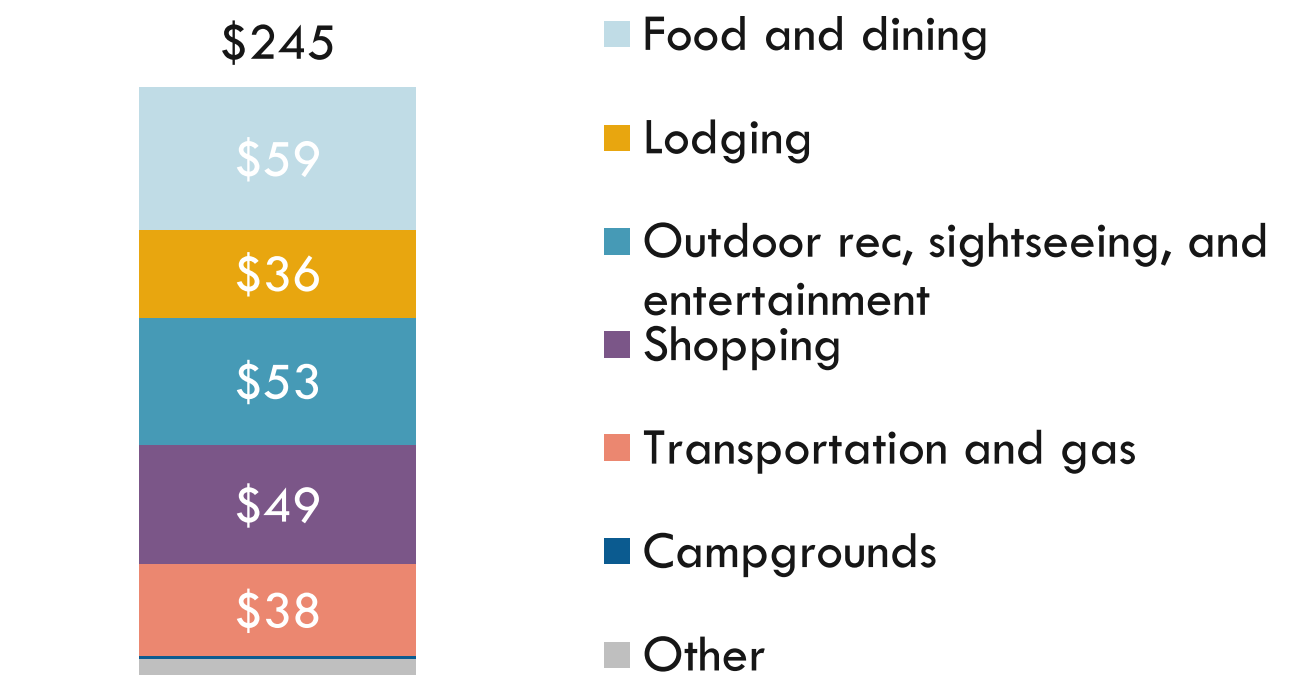 $245
$59
$36
$53
$49
$38
Food and dining
Lodging
Outdoor rec, sightseeing, and
entertainment
Shopping
Transportation and gas
Campgrounds
Other